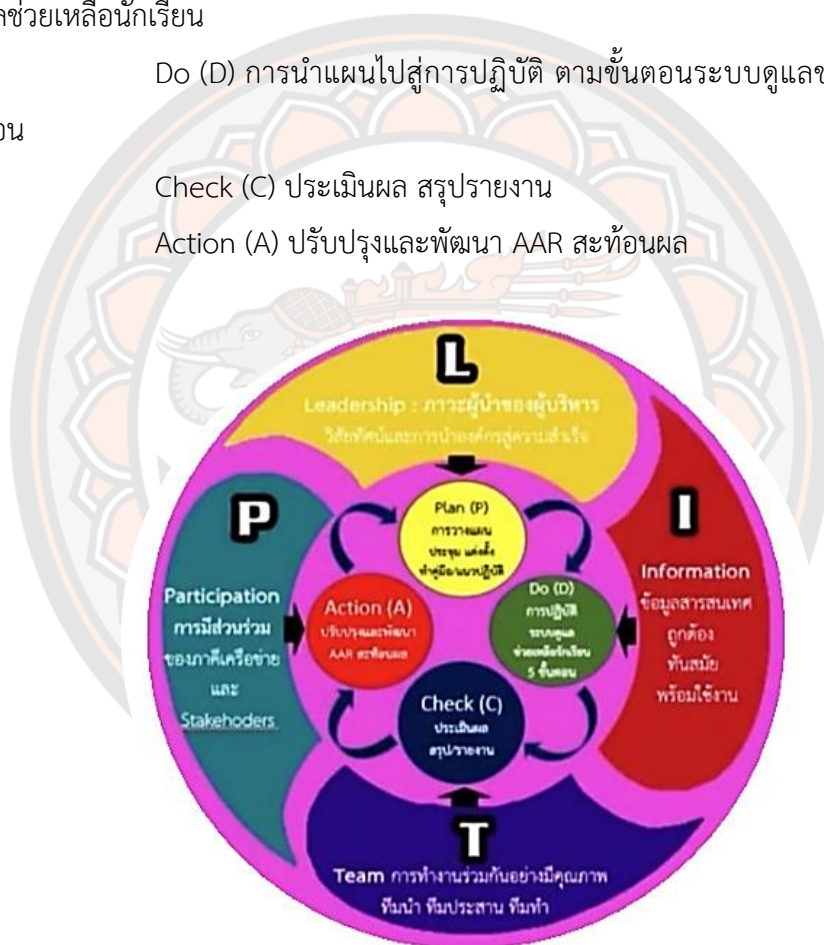 ลช่วยเหลือนักเรียน
Do (D) การนำแผนไปสู่การปฏิบัติ ตามขั้นตอนระบบดูแลช
อน
Check (C) ประเมินผล สรุปรายงาน
Action (A) ปรับปรุงและพัฒนา AAR สะท้อนผล
L
Leadership : ภาวะผู้นำของผู้บริหาร
วิสัยทัศน์และการนำองค์กรสู่ความสำเร็จ
P
Participation
การมีส่วนร่วม
ของภาคีเครือข่าย
และ
Stakehoders
Plan (P)
การวางแผน
ประชุม แต่งตั้ง
ทำคู่มือ/แนวปฏิบัติ
Action (A)
ปรับปรุงและพัฒนา
AAR สะท้อนผล
Do (D)
การปฏิบัติ
ระบบดูแล
ช่วยเหลือนักเรียน
5 ขั้นตอน
Check (C)
ประเมินผล
สรุป/รายงาน
I
Information
ข้อมูลสารสนเทศ
ถูกต้อง
ทันสมัย
พร้อมใช้งาน
T
Team การทำงานร่วมกันอย่างมีคุณภาพ
ทีมนำ ทีมประสาน ทีมทำ